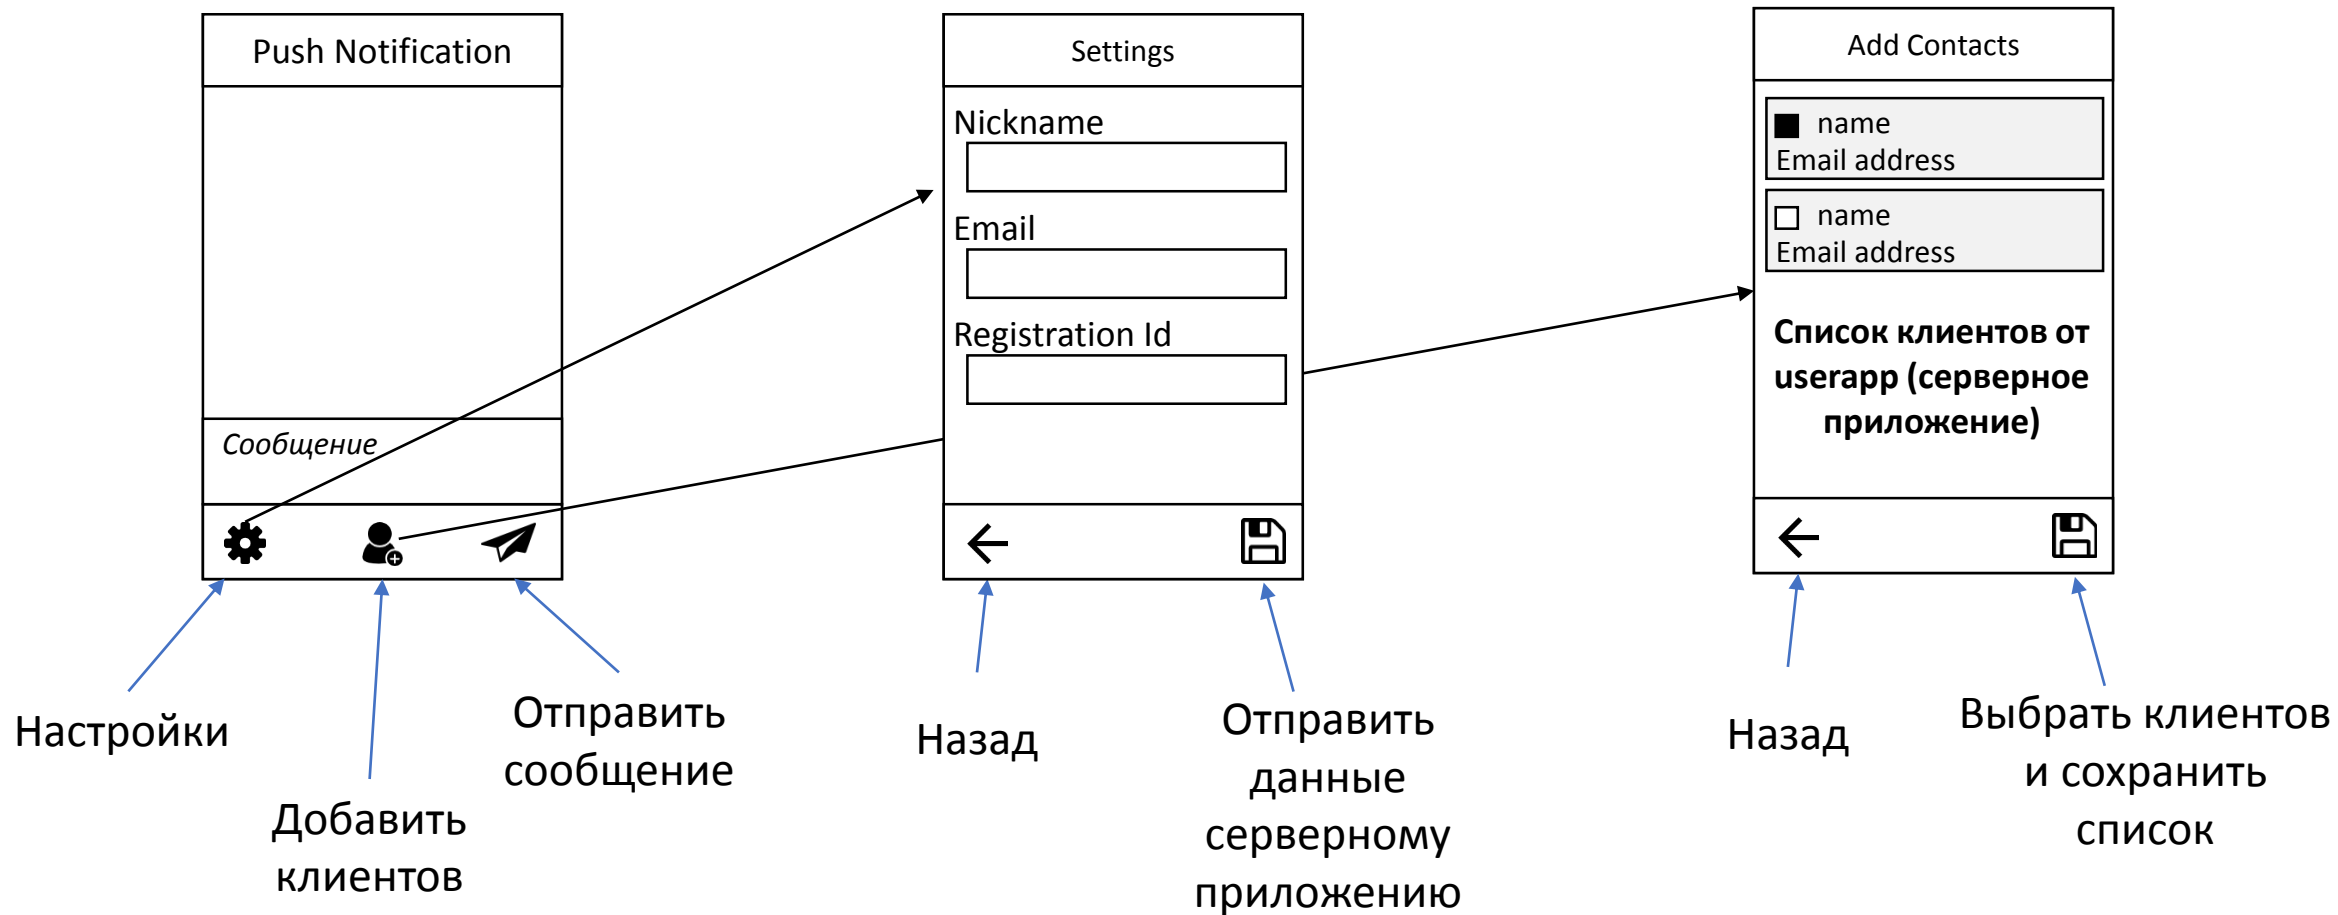 Push Notification
Сообщение
Settings
Nickname
Email
Registration Id
Add Contacts
name
Email address
name
Email address
Список клиентов от
userapp (серверное
приложение)
Настройки
Добавить
клиентов
Отправить
сообщение
Назад
Отправить
данные
серверному
приложению
Назад
Выбрать клиентов
и сохранить
список